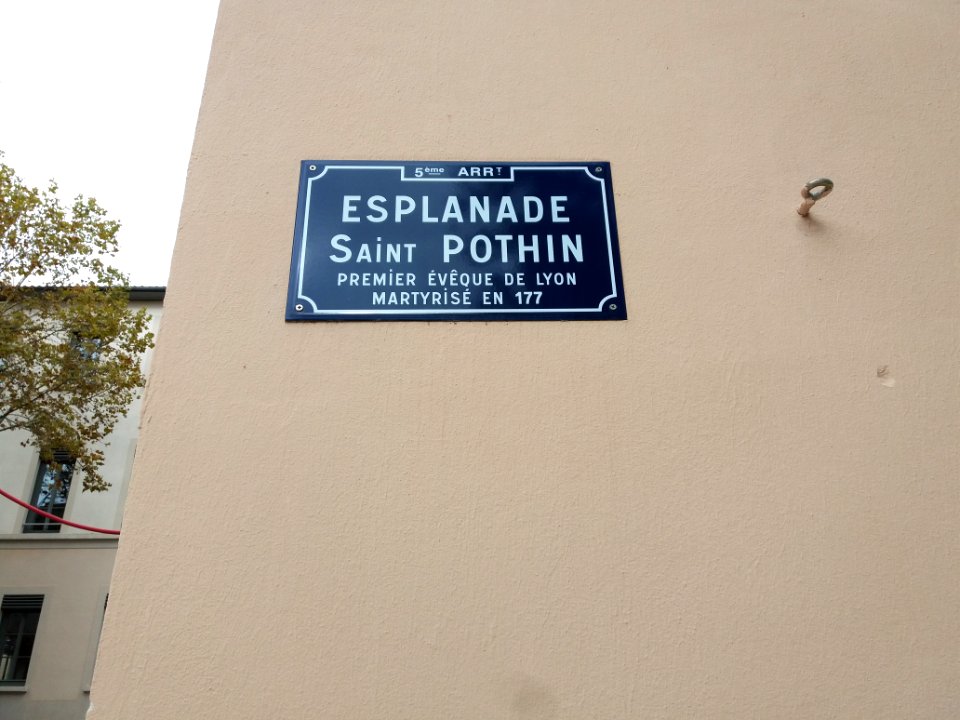 5ème ARRT
ESPLANADE
SAiNT POTHIN
PREMiER ÉVÊQUE DE LYON
MARTYRiSÉ EN 177